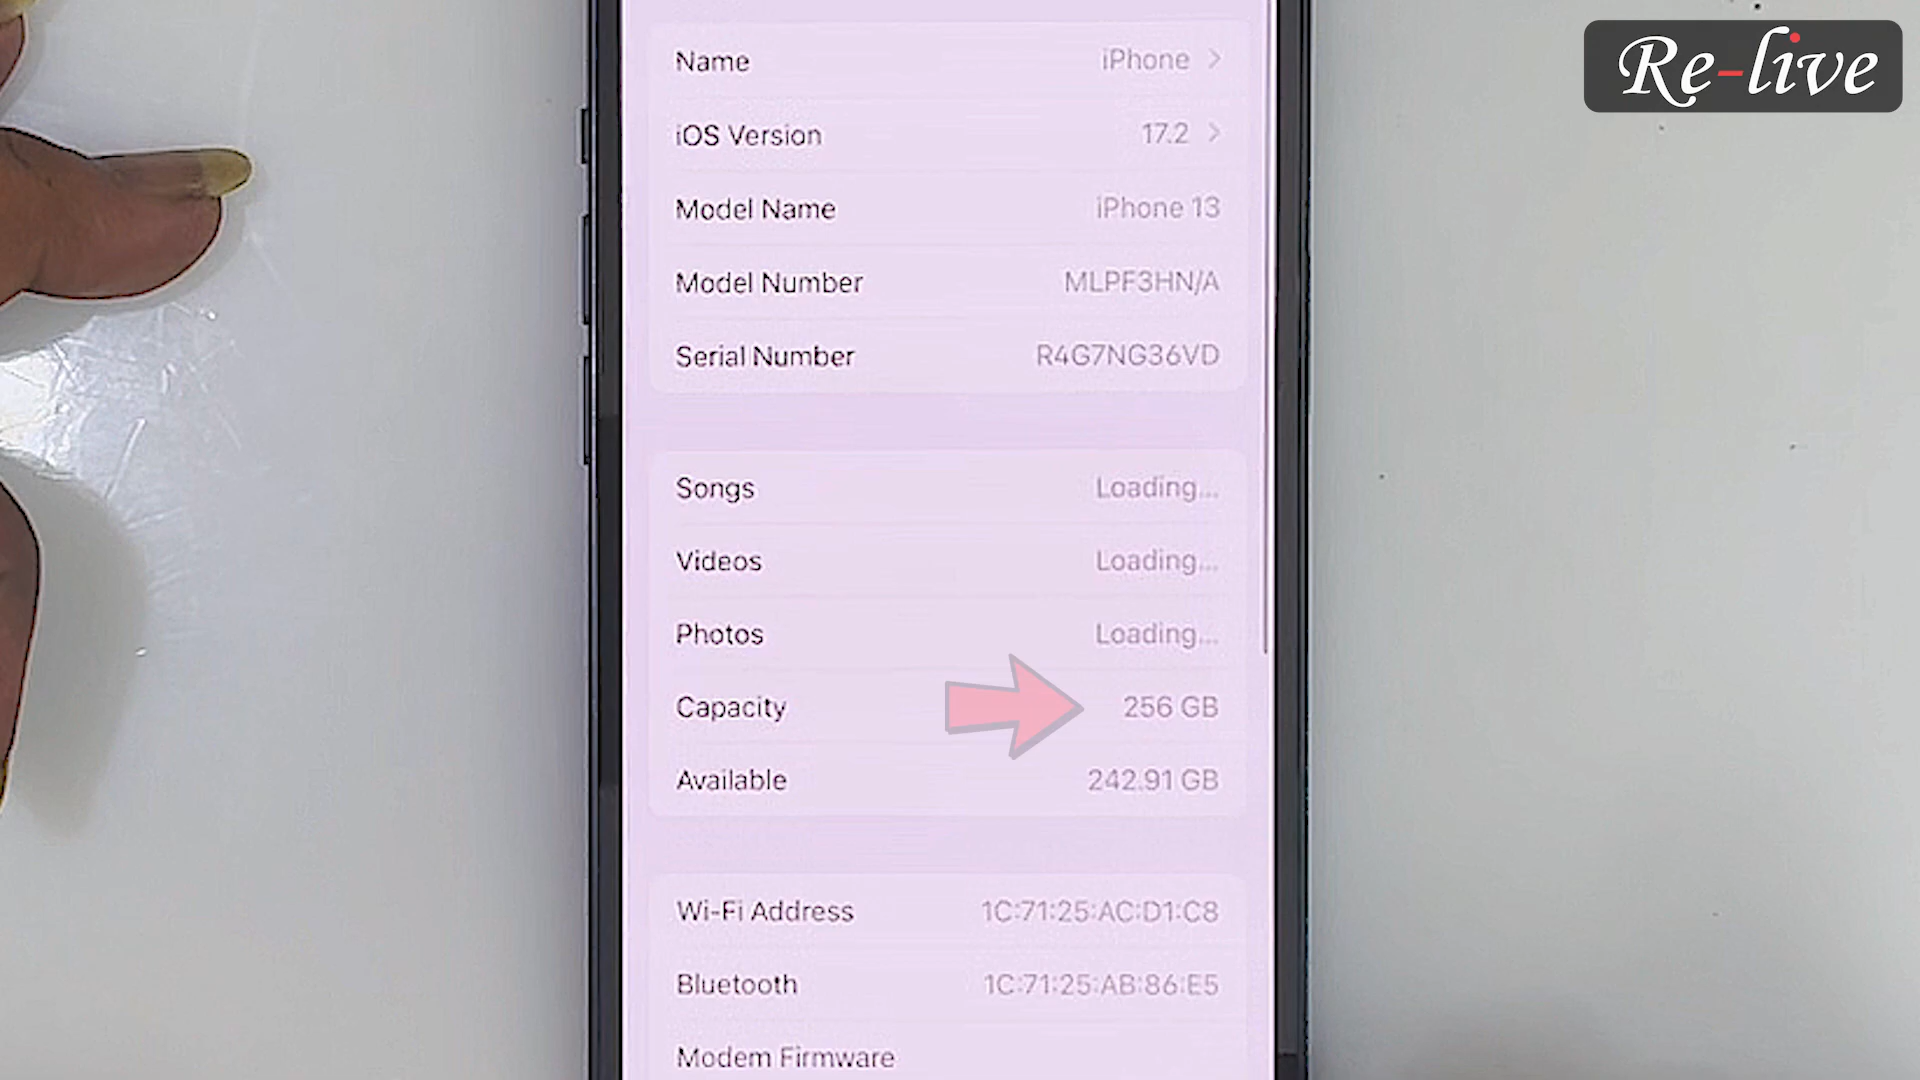 Re-live
Name iPhone
iOS Version 17.2
Model Name iPhone 13
Model Number MLPF3HN/A
Serial Number R4G7NG36VD
Songs Loading...
Videos Loading...
Photos Loading...
Capacity 256 GB
Available 242.91 GB
Wi-Fi Address 1C:71:25:AC:D1:C8
Bluetooth 1C:71:25:AB:86:E5
Modem Firmware